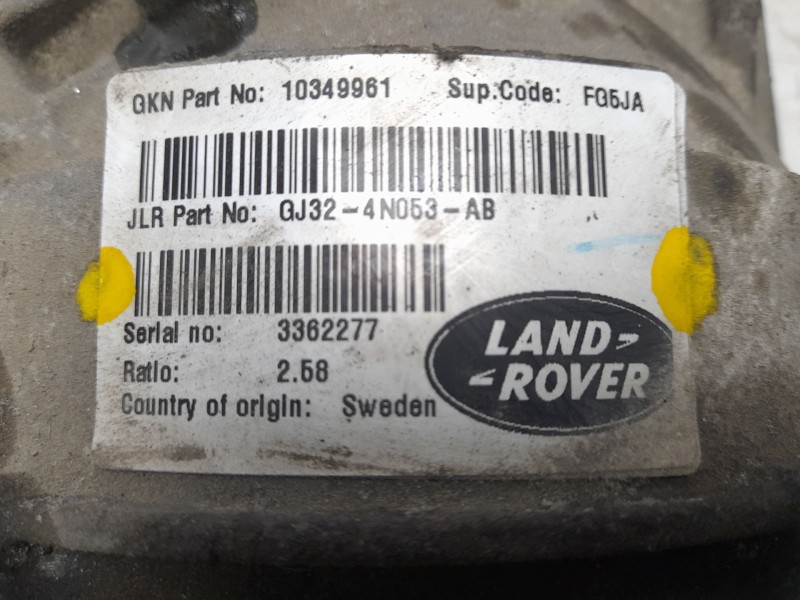 GKN Part No: 10349961 Sup.Code: FG5JA
JLR Part No: GJ32-4N053-AB
Serial no: 3362277
Ratio: 2.58
Country of origin: Sweden
LAND
ROVER